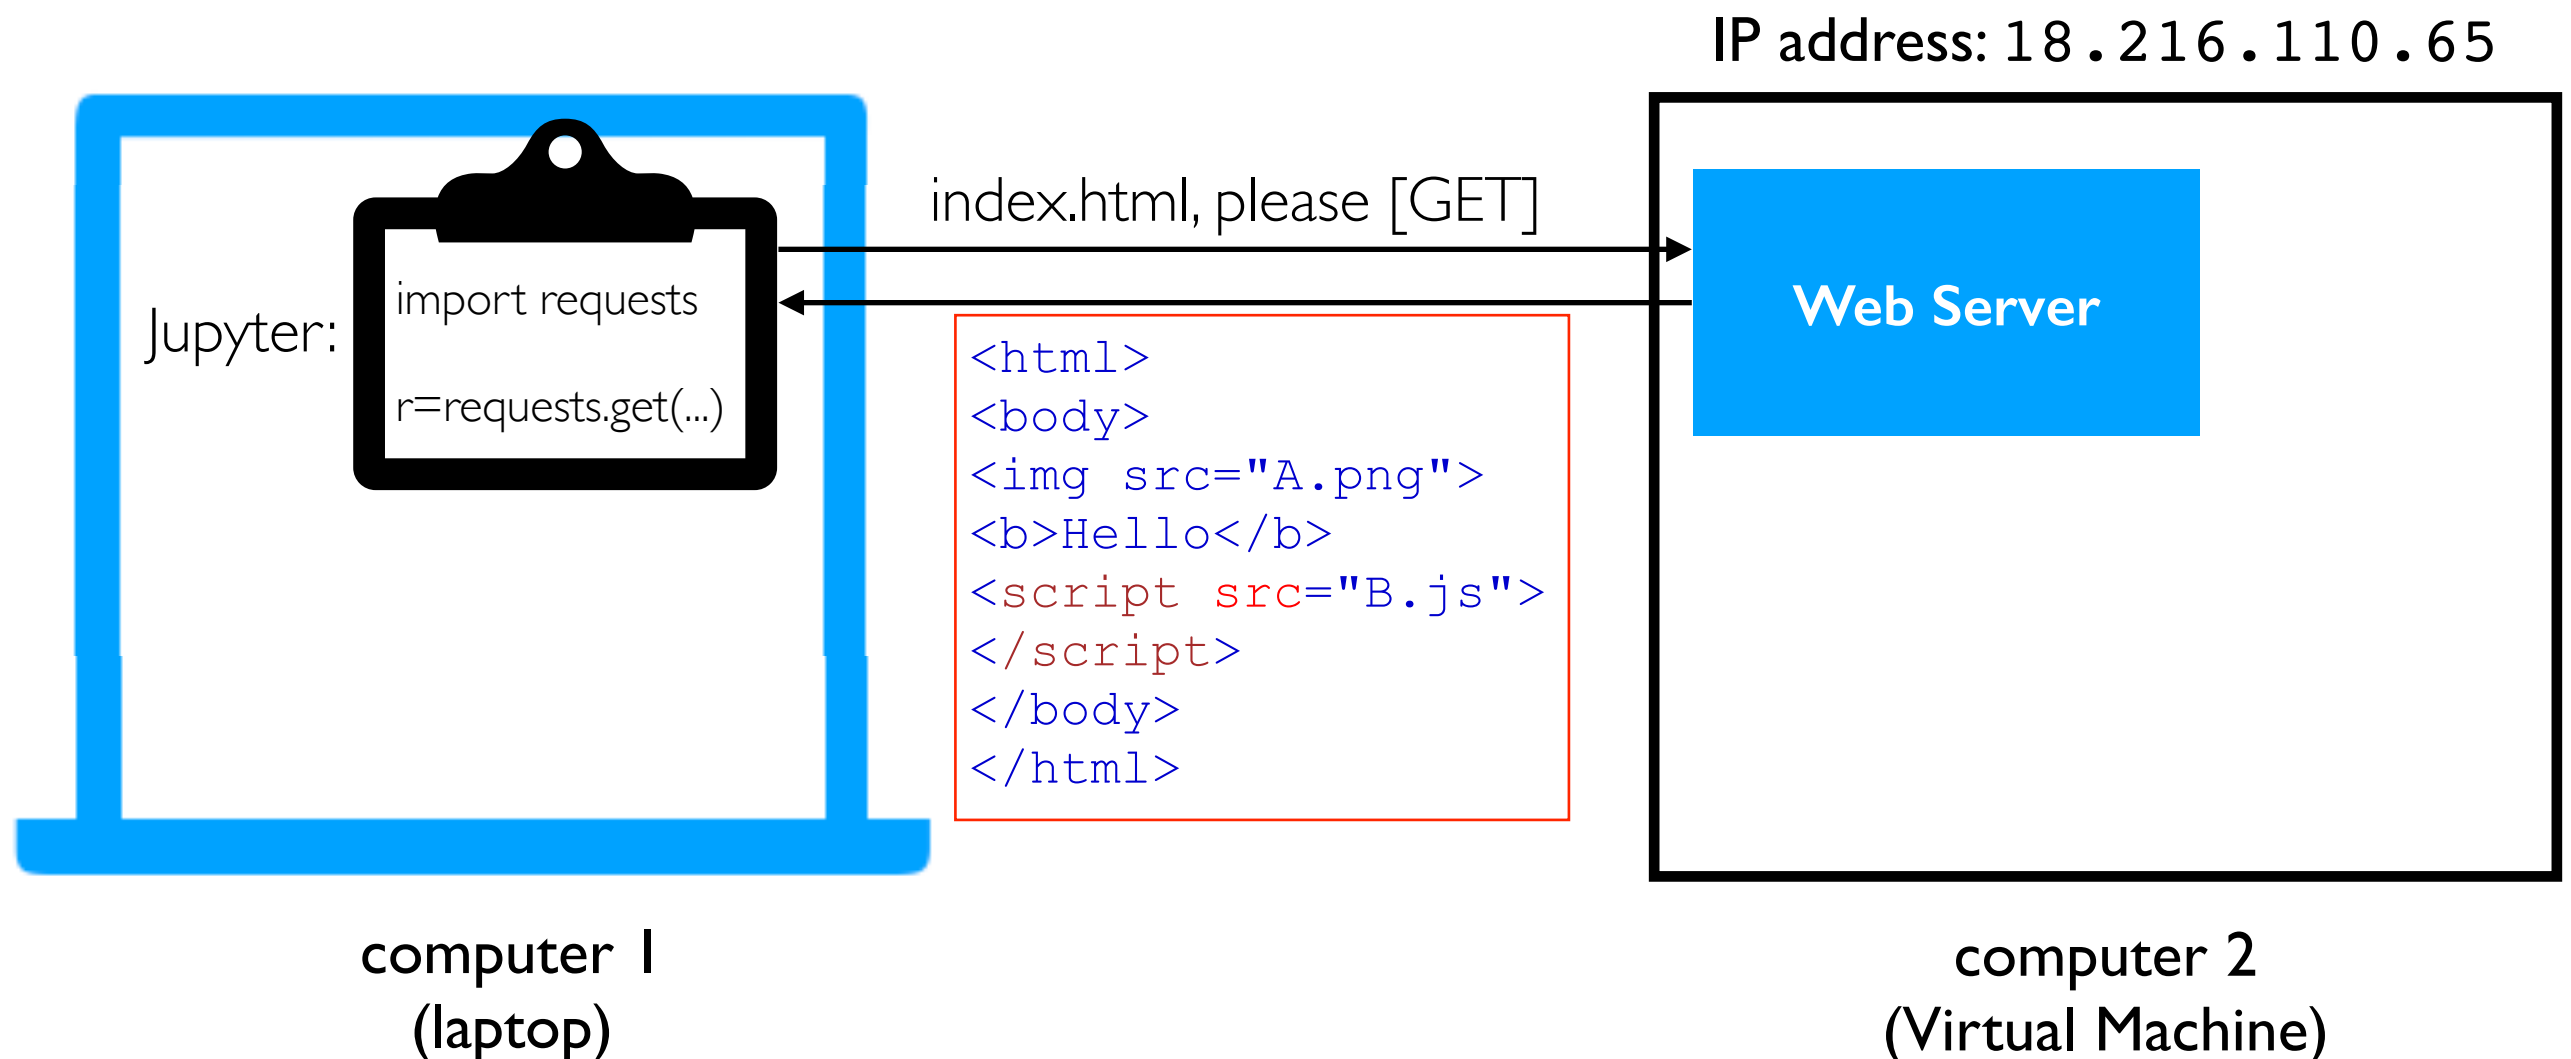 IP address: 18.216.110.65
index.html, please [GET]
Jupyter:
import requests
r=requests.get(...)
Web Server
<html>
<body>
<img src="A.png">
<b>Hello</b>
<script src="B.js">
</script>
</body>
</html>
computer 1
(laptop)
computer 2
(Virtual Machine)